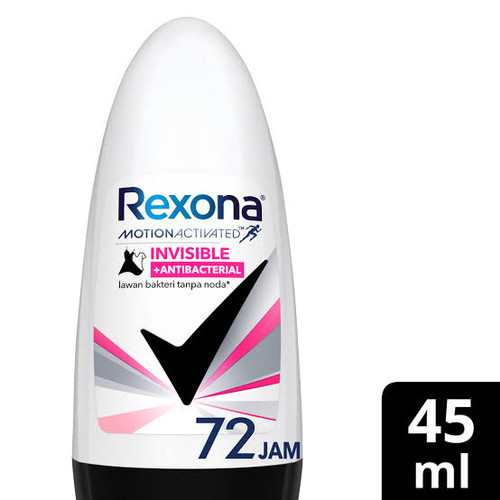 Rexona®
MOTIONACTIVATED™
INVISIBLE
+ANTIBACTERIAL
lawan bakteri tanpa noda*
72 JAM
45
ml